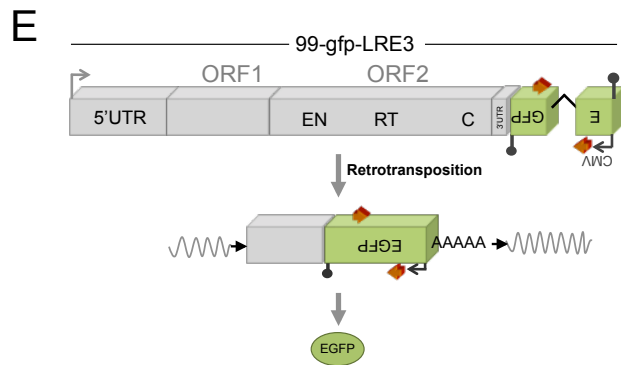 E
99-gfp-LRE3
ORF1 ORF2
5'UTR EN RT C 3'UTR GFP E
CMV
Retrotransposition
EGFP AAAAA
EGFP